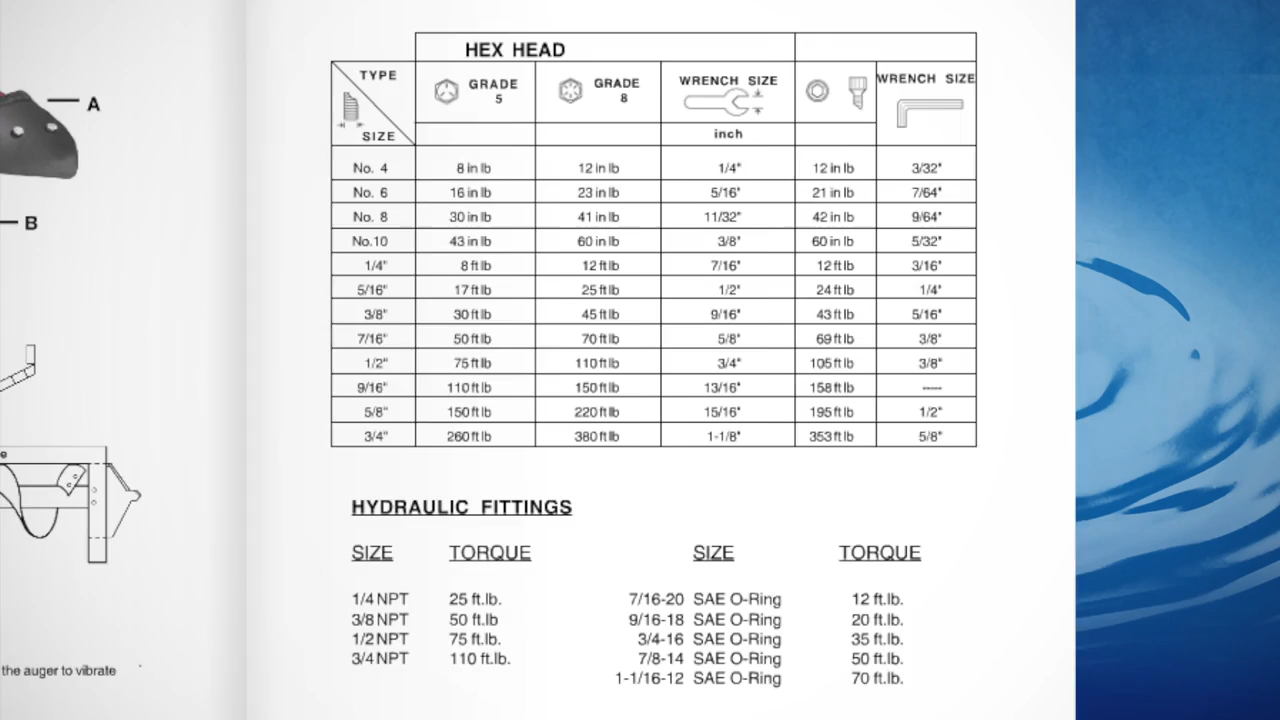 A
B
the auger to vibrate
HEX HEAD
TYPE
SIZE
GRADE 5
GRADE 8
WRENCH SIZE
WRENCH SIZE
inch
No. 4 8 in lb 12 in lb 1/4" 12 in lb 3/32"
No. 6 16 in lb 23 in lb 5/16" 21 in lb 7/64"
No. 8 30 in lb 41 in lb 11/32" 42 in lb 9/64"
No.10 43 in lb 60 in lb 3/8" 60 in lb 5/32"
1/4" 8 ft lb 12 ft lb 7/16" 12 ft lb 3/16"
5/16" 17 ft lb 25 ft lb 1/2" 24 ft lb 1/4"
3/8" 30 ft lb 45 ft lb 9/16" 43 ft lb 5/16"
7/16" 50 ft lb 70 ft lb 5/8" 69 ft lb 3/8"
1/2" 75 ft lb 110 ft lb 3/4" 105 ft lb 3/8"
9/16" 110 ft lb 150 ft lb 13/16" 158 ft lb ----
5/8" 150 ft lb 220 ft lb 15/16" 195 ft lb 1/2"
3/4" 260 ft lb 380 ft lb 1-1/8" 353 ft lb 5/8"
HYDRAULIC FITTINGS
SIZE TORQUE SIZE TORQUE
1/4 NPT 25 ft.lb. 7/16-20 SAE O-Ring 12 ft.lb.
3/8 NPT 50 ft.lb 9/16-18 SAE O-Ring 20 ft.lb.
1/2 NPT 75 ft.lb. 3/4-16 SAE O-Ring 35 ft.lb.
3/4 NPT 110 ft.lb. 7/8-14 SAE O-Ring 50 ft.lb.
1-1/16-12 SAE O-Ring 70 ft.lb.